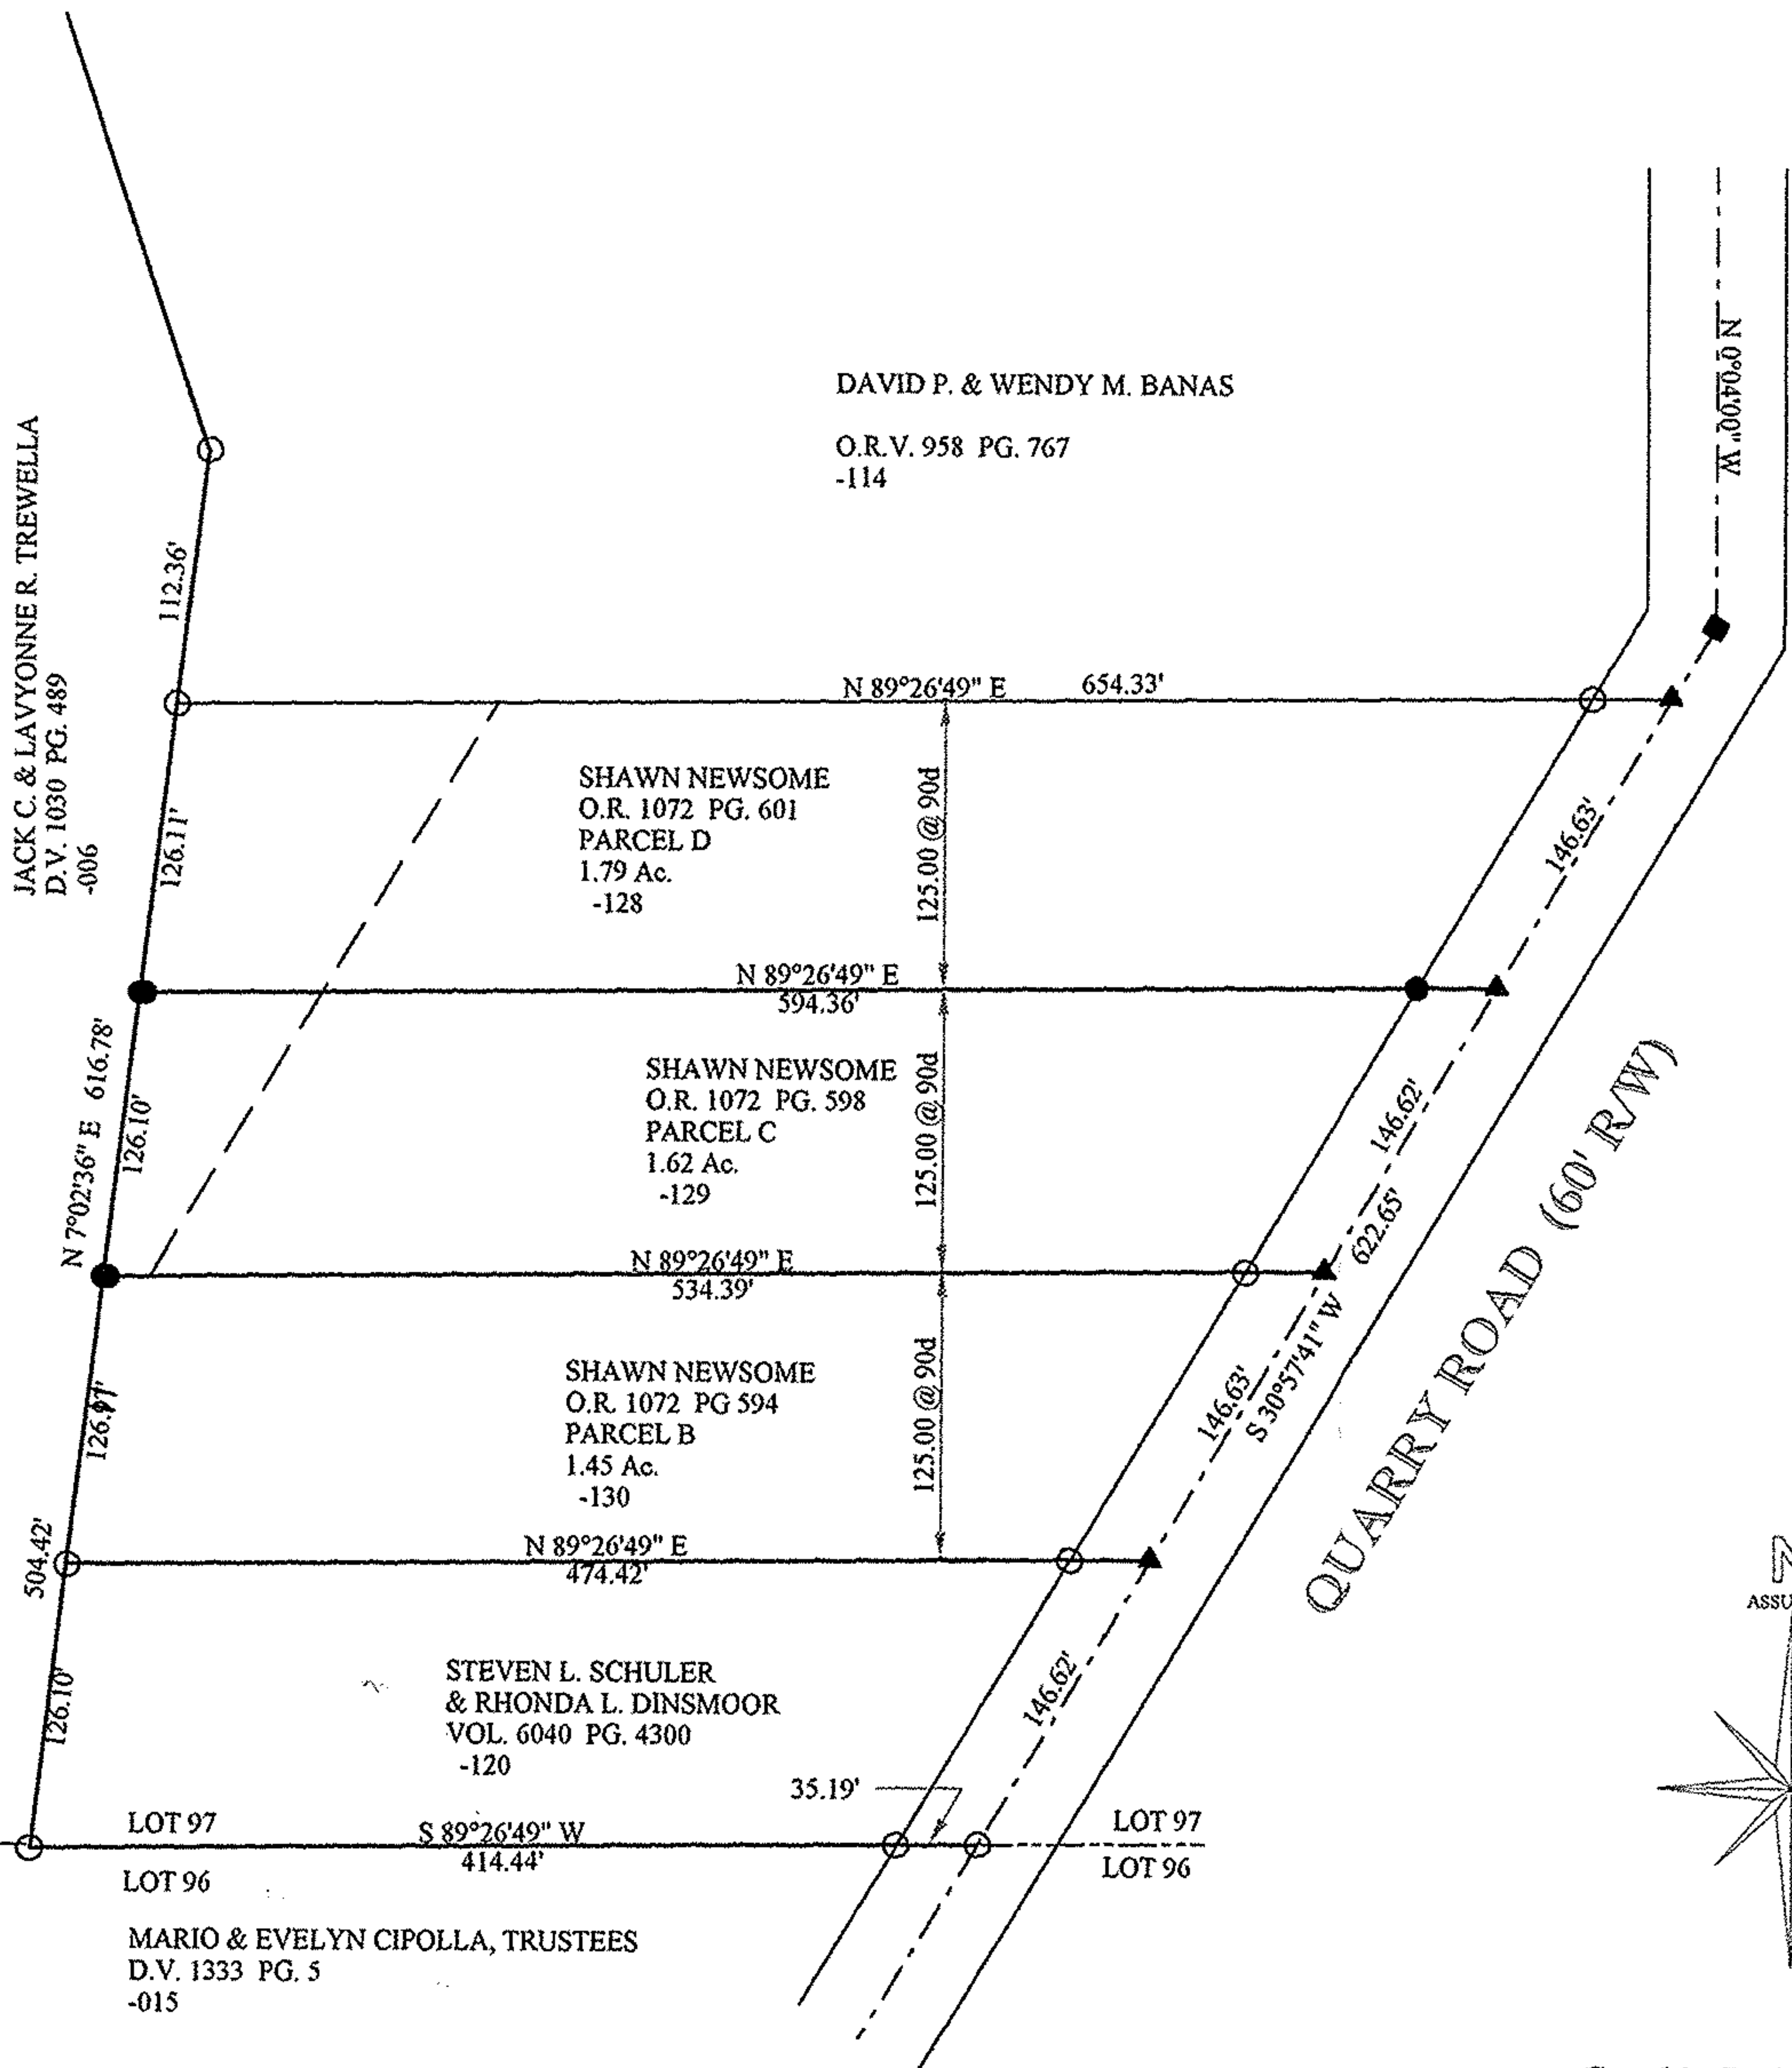 JACK C. & LAVYONNE R. TREWELLA
D.V. 1030 PG. 489
-006
DAVID P. & WENDY M. BANAS
O.R.V. 958 PG. 767
-114
N 0°04'00" W
112.36'
N 89°26'49" E 654.33'
SHAWN NEWSOME
O.R. 1072 PG. 601
PARCEL D
1.79 Ac.
-128
126.11'
125.00 @ 90d
146.63'
N 89°26'49" E
594.36'
SHAWN NEWSOME
O.R. 1072 PG. 598
PARCEL C
1.62 Ac.
-129
N 7°02'36" E 616.78'
126.10'
125.00 @ 90d
146.62'
622.65'
S 30°57'41" W
QUARRY ROAD (60' R/W)
N 89°26'49" E
534.39'
SHAWN NEWSOME
O.R. 1072 PG 594
PARCEL B
1.45 Ac.
-130
125.00 @ 90d
146.63'
N 89°26'49" E
474.42'
504.42'
STEVEN L. SCHULER
& RHONDA L. DINSMOOR
VOL. 6040 PG. 4300
-120
126.10'
146.62'
35.19'
N
ASSU
LOT 97
S 89°26'49" W
414.44'
LOT 96
LOT 97
LOT 96
MARIO & EVELYN CIPOLLA, TRUSTEES
D.V. 1333 PG. 5
-015